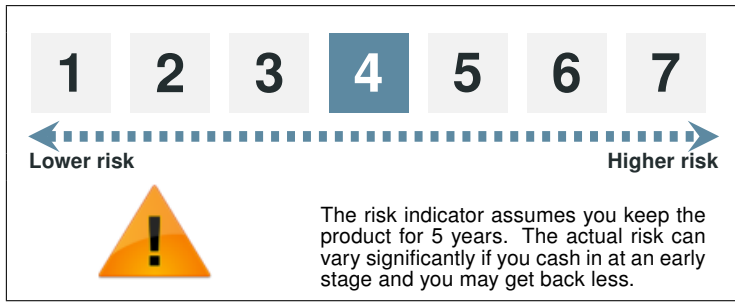 1 2 3 4 5 6 7
Lower risk Higher risk
!
The risk indicator assumes you keep the
product for 5 years. The actual risk can
vary significantly if you cash in at an early
stage and you may get back less.